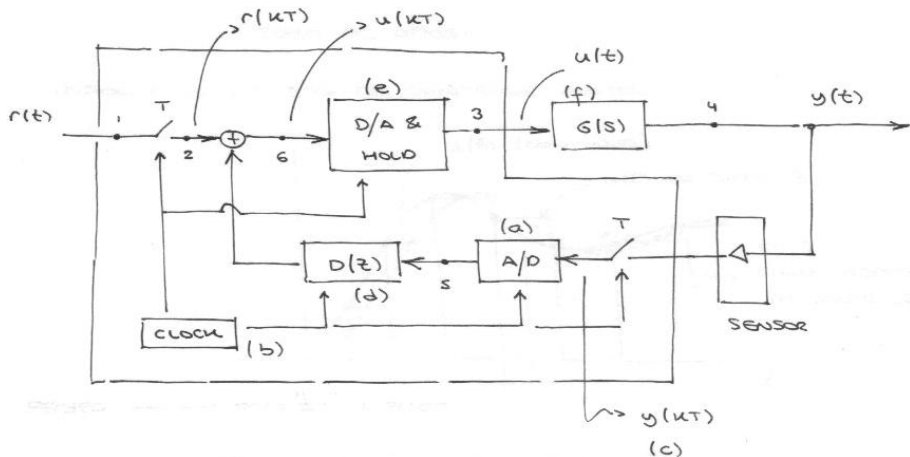 r(KT)
u(KT)
u(t)
(e)
(f)
r(t)
T
1
2
6
D/A &
HOLD
3
G(S)
4
y(t)
(a)
T
D(Z)
5
A/D
(d)
CLOCK
(b)
SENSOR
y(KT)
(c)